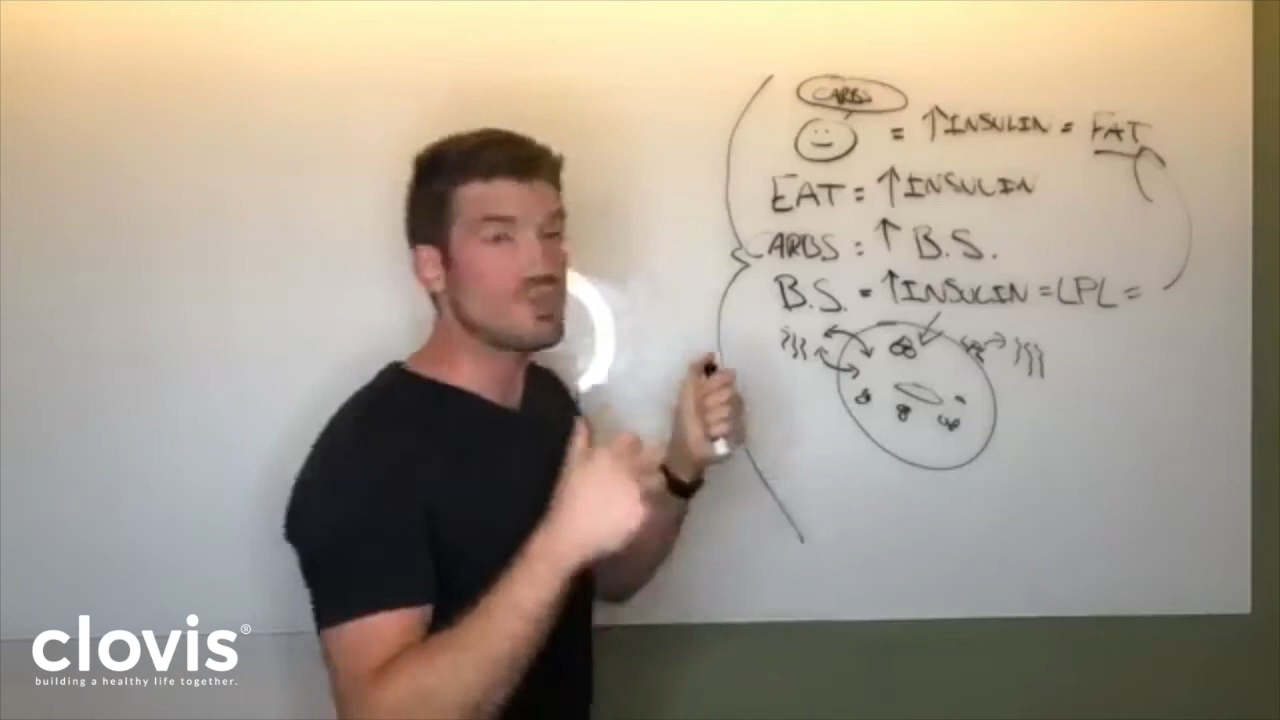 CARBS
= ↑INSULIN = FAT
EAT = ↑INSULIN
CARBS = ↑ B.S.
B.S. = ↑INSULIN = LPL =
clovis®
building a healthy life together.